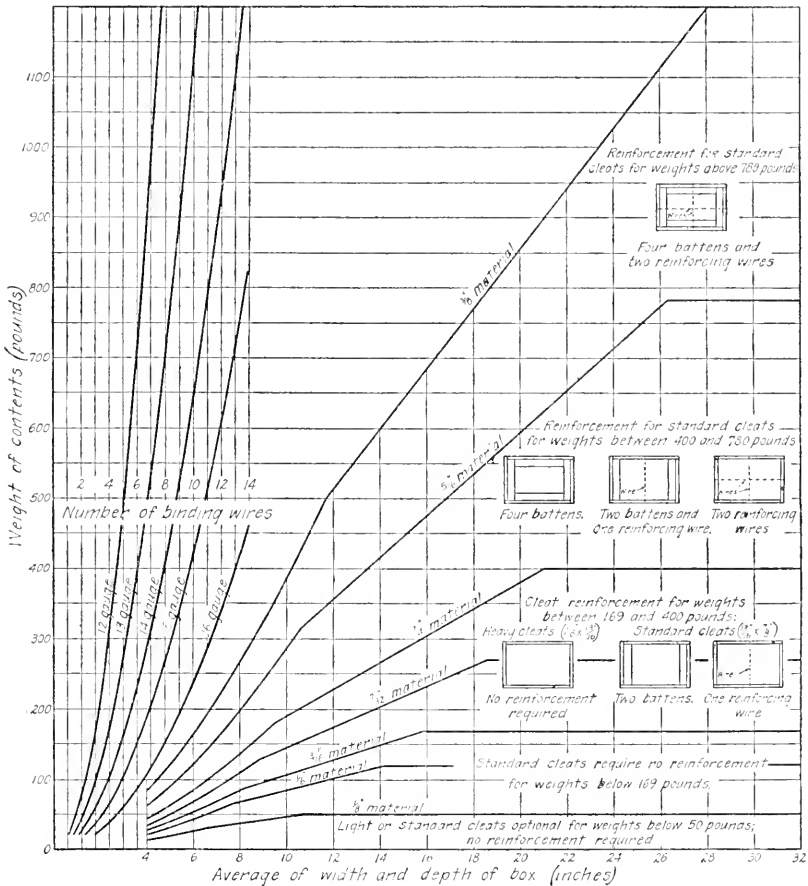 1100
1000
900
800
700
600
500
400
300
200
100
0
Weight of contents (pounds)
2 4 6 8 10 12 14
Number of binding wires
12 gauge
13 gauge
14 gauge
gauge
16 gauge
3/8" material
5/16" material
material
material
3/16" material
1/6" material
1/8" material
Reinforcement for standard
cleats for weights above 780 pounds
Wires
Four battens and
two reinforcing wires
Reinforcement for standard cleats
for weights between 400 and 780 pounds
Wire
Wires
Four battens. Two battens and Two reinforcing
One reinforcing wire. wires
Cleat reinforcement for weights
between 169 and 400 pounds:
Heavy cleats Standard cleats
Wire
No reinforcement Two battens. One reinforcing
required wire
Standard cleats require no reinforcement
for weights below 169 pounds.
Light or Standard cleats optional for weights below 50 pounds;
no reinforcement required
4 6 8 10 12 14 16 18 20 22 24 26 28 30 32
Average of width and depth of box (inches)